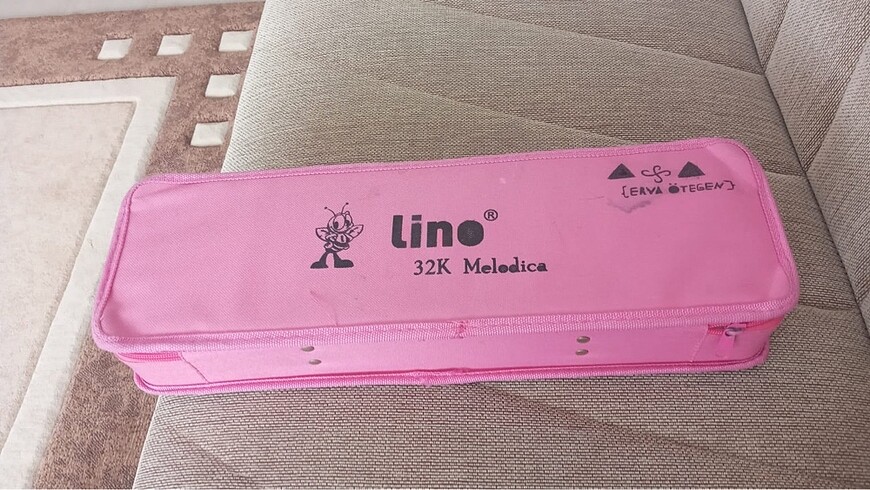 {ERVA ÖTEGEN}
Lino®
32K Melodica